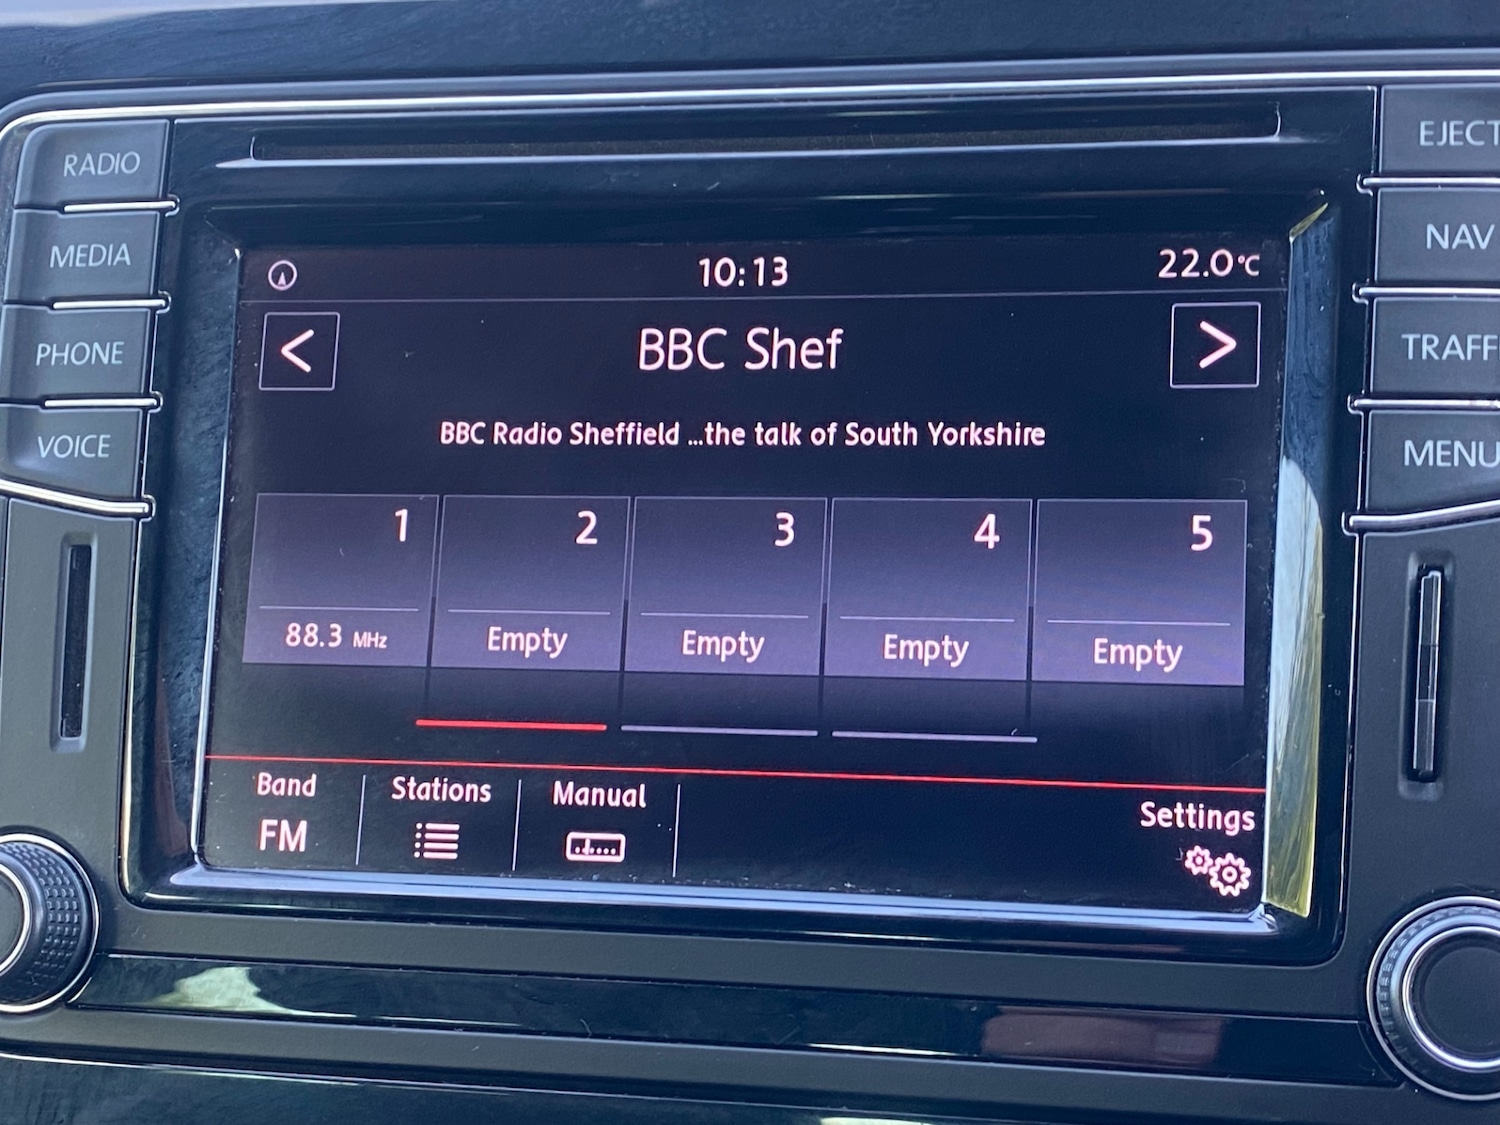 RADIO
MEDIA
PHONE
VOICE
EJECT
NAV
TRAFF
MENU
10:13
22.0°C
<
BBC Shef
>
BBC Radio Sheffield ...the talk of South Yorkshire
1
2
3
4
5
88.3 MHz
Empty
Empty
Empty
Empty
Band
FM
Stations
Manual
Settings